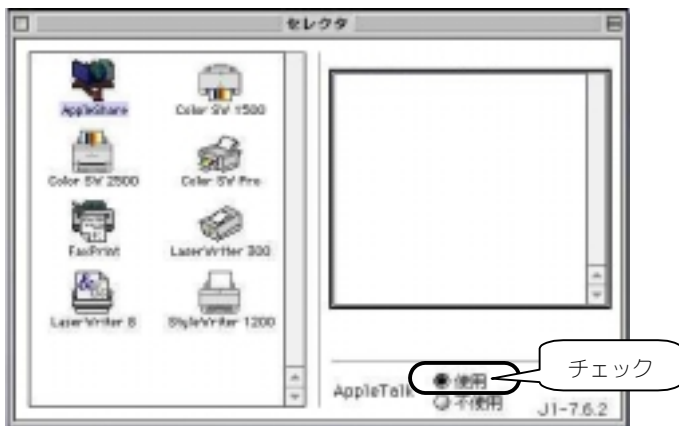 セレクタ
AppleShare
Color SW 1500
Color SW 2500
Color SW Pro
FaxPrint
LaserWriter 300
LaserWriter 8
StyleWriter 1200
AppleTalk
使用
不使用
チェック
J1-7.6.2